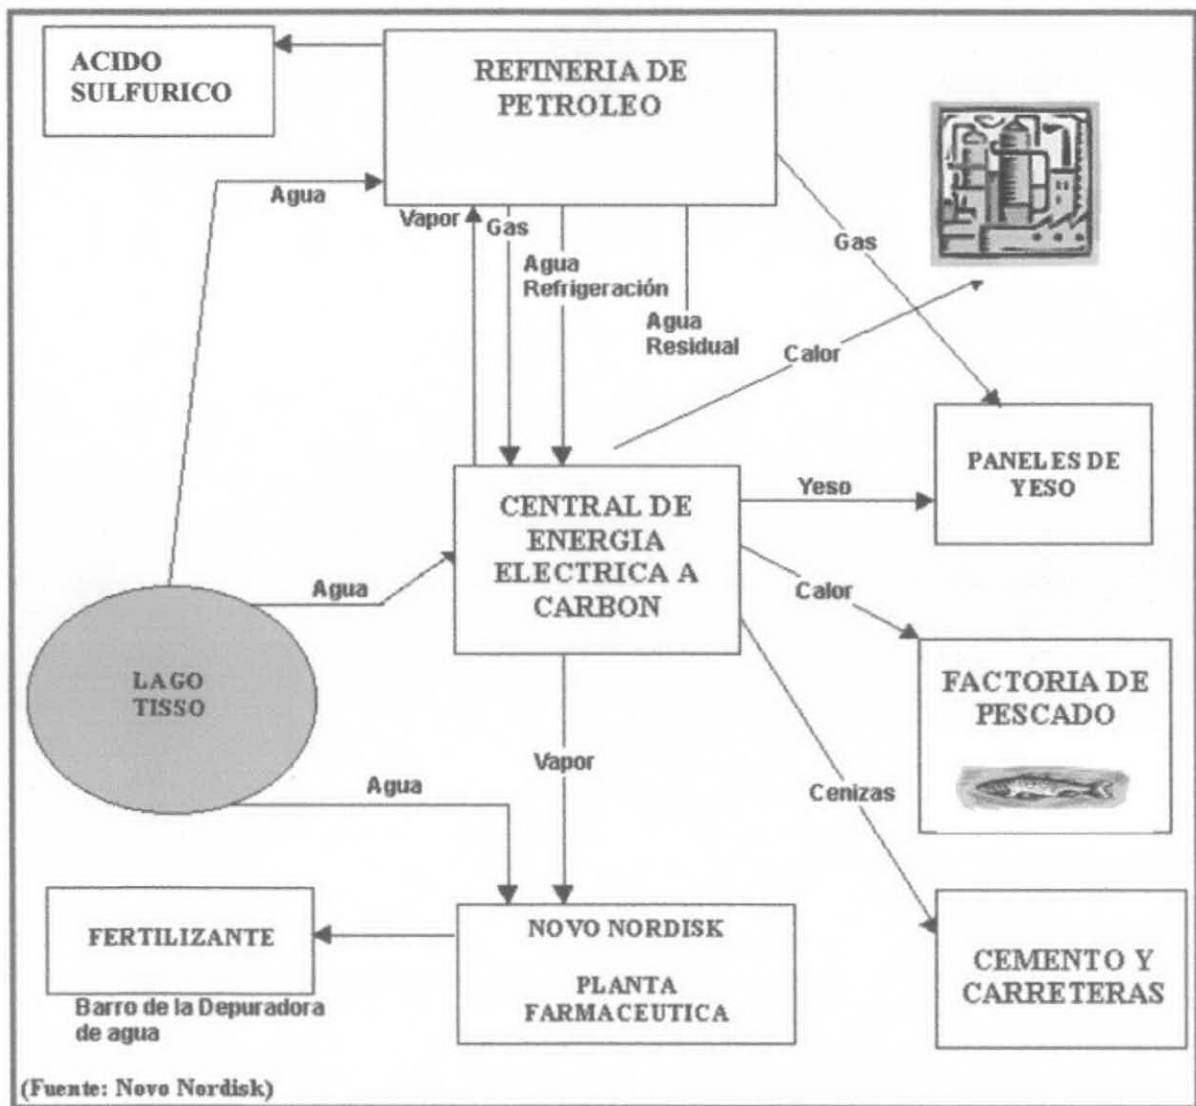 ACIDO
SULFURICO
REFINERIA DE
PETROLEO
Agua
Vapor
Gas
Agua
Refrigeración
Agua
Residual
Gas
Calor
PANELES DE
YESO
CENTRAL DE
ENERGIA
ELECTRICA A
CARBON
Yeso
Agua
Calor
LAGO
TISSO
FACTORIA DE
PESCADO
Vapor
Agua
Cenizas
FERTILIZANTE
Barro de la Depuradora
de agua
NOVO NORDISK
PLANTA
FARMACEUTICA
CEMENTO Y
CARRETERAS
(Fuente: Novo Nordisk)